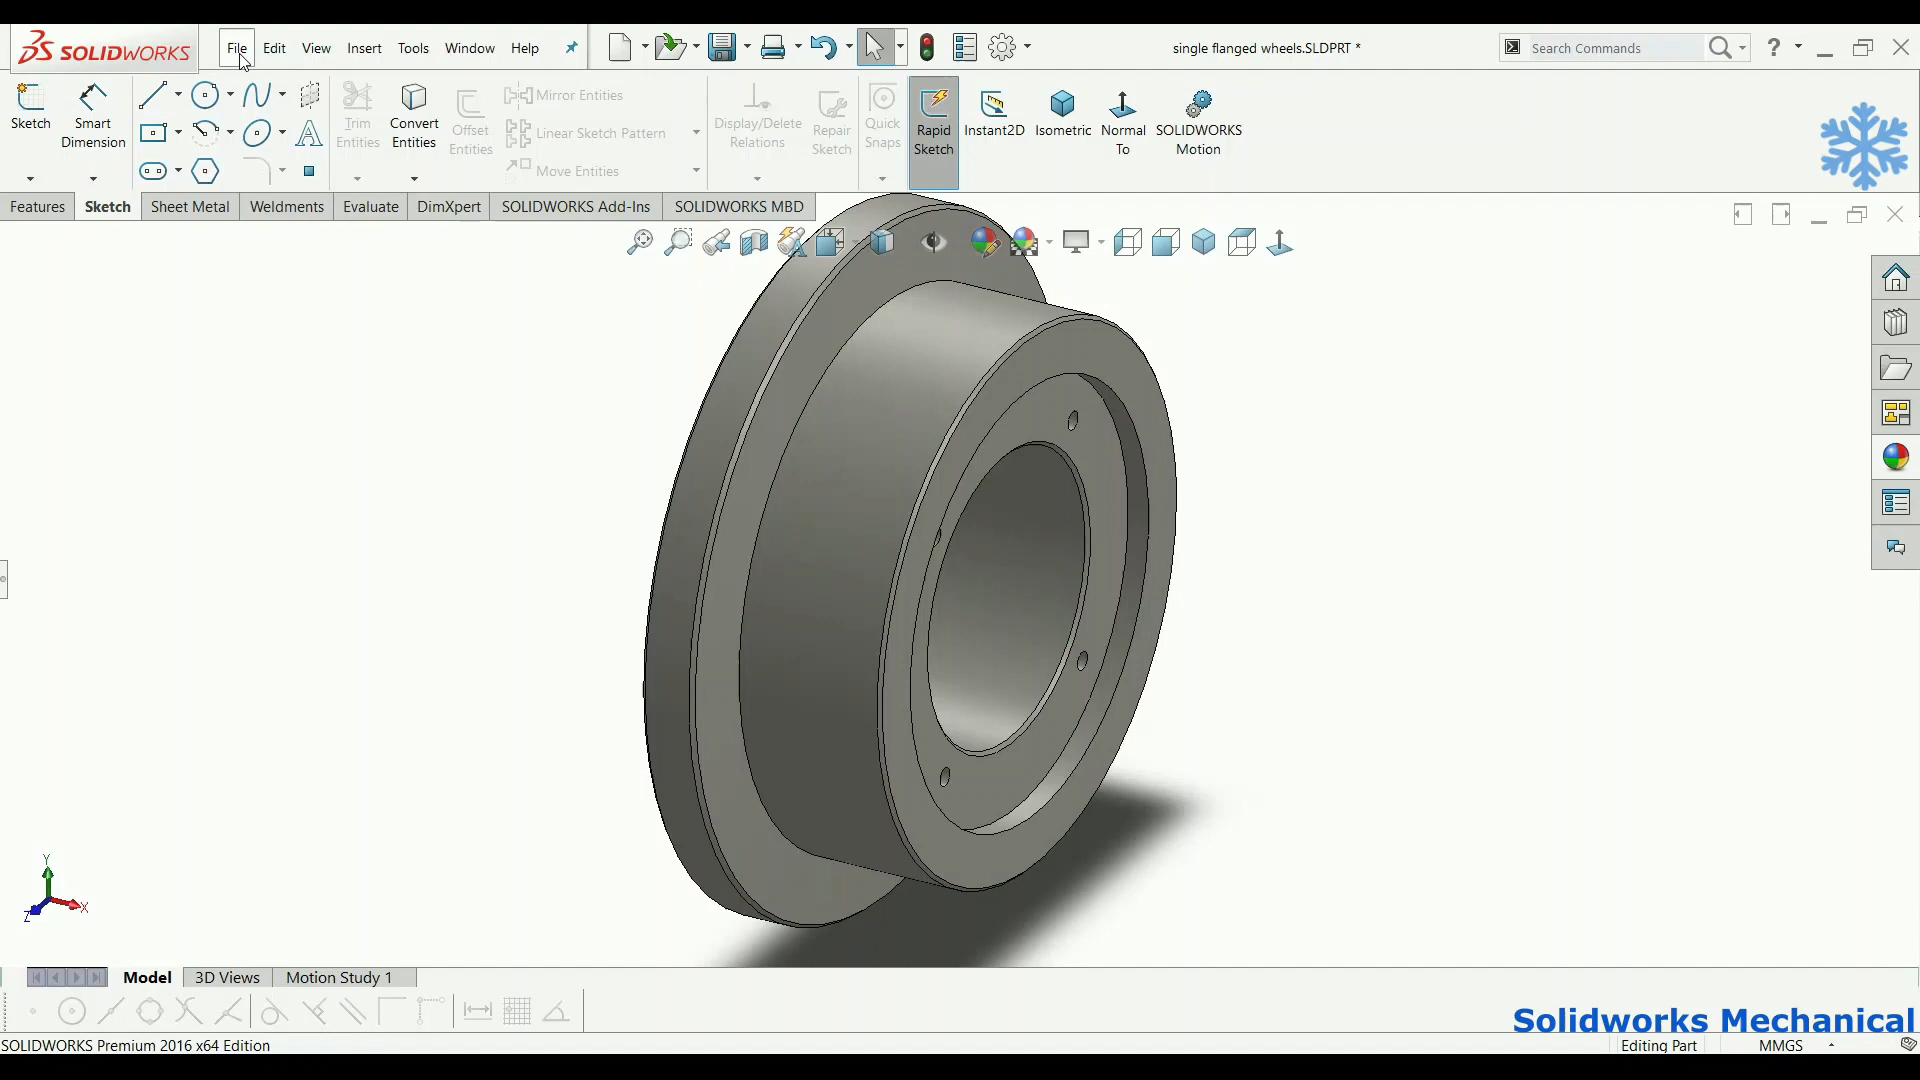 SOLIDWORKS
File Edit View Insert Tools Window Help
single flanged wheels.SLDPRT *
Search Commands
Sketch
Smart Dimension
Trim Entities
Convert Entities
Offset Entities
Mirror Entities
Linear Sketch Pattern
Move Entities
Display/Delete Relations
Repair Sketch
Quick Snaps
Rapid Sketch
Instant2D
Isometric
Normal To
SOLIDWORKS Motion
Features Sketch Sheet Metal Weldments Evaluate DimXpert SOLIDWORKS Add-Ins SOLIDWORKS MBD
Y
X
Z
Model 3D Views Motion Study 1
Solidworks Mechanical
SOLIDWORKS Premium 2016 x64 Edition
Editing Part MMGS